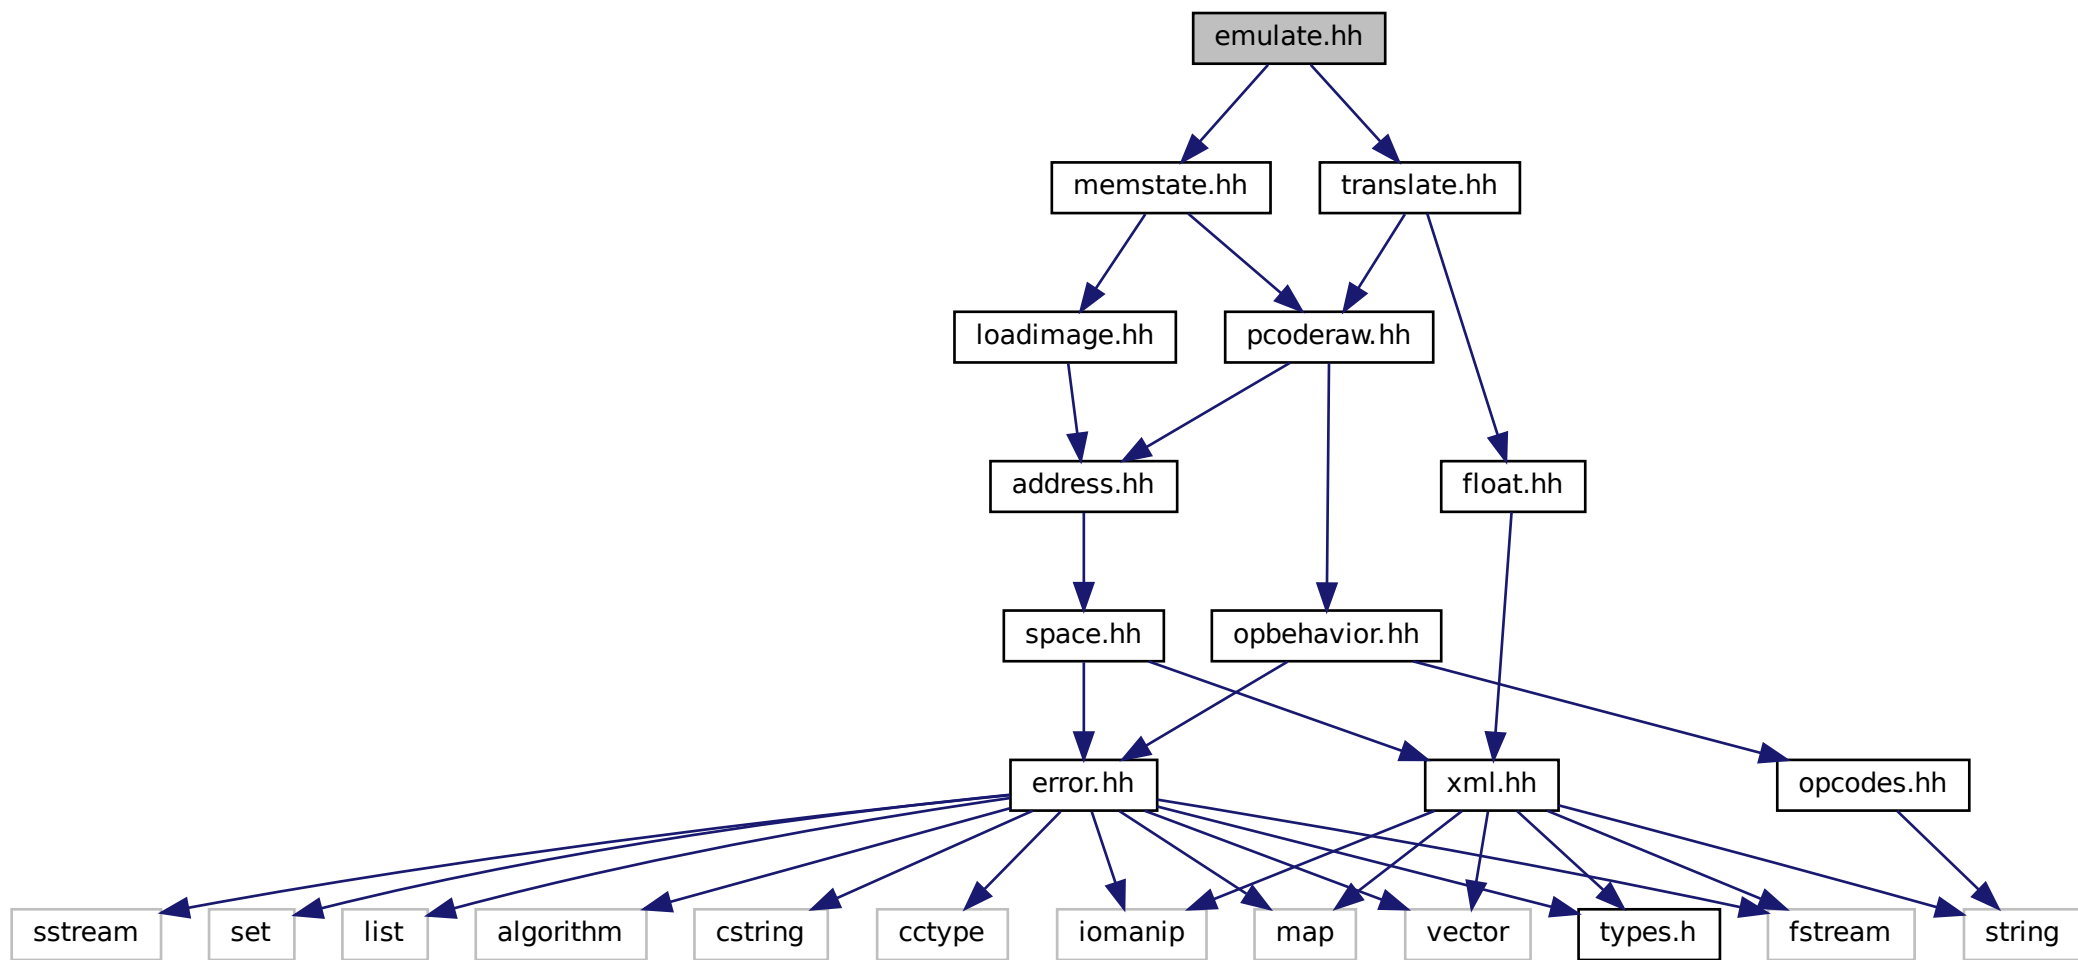 emulate.hh
memstate.hh
translate.hh
loadimage.hh
pcoderaw.hh
address.hh
float.hh
space.hh
opbehavior.hh
error.hh
xml.hh
opcodes.hh
sstream
set
list
algorithm
cstring
cctype
iomanip
map
vector
types.h
fstream
string